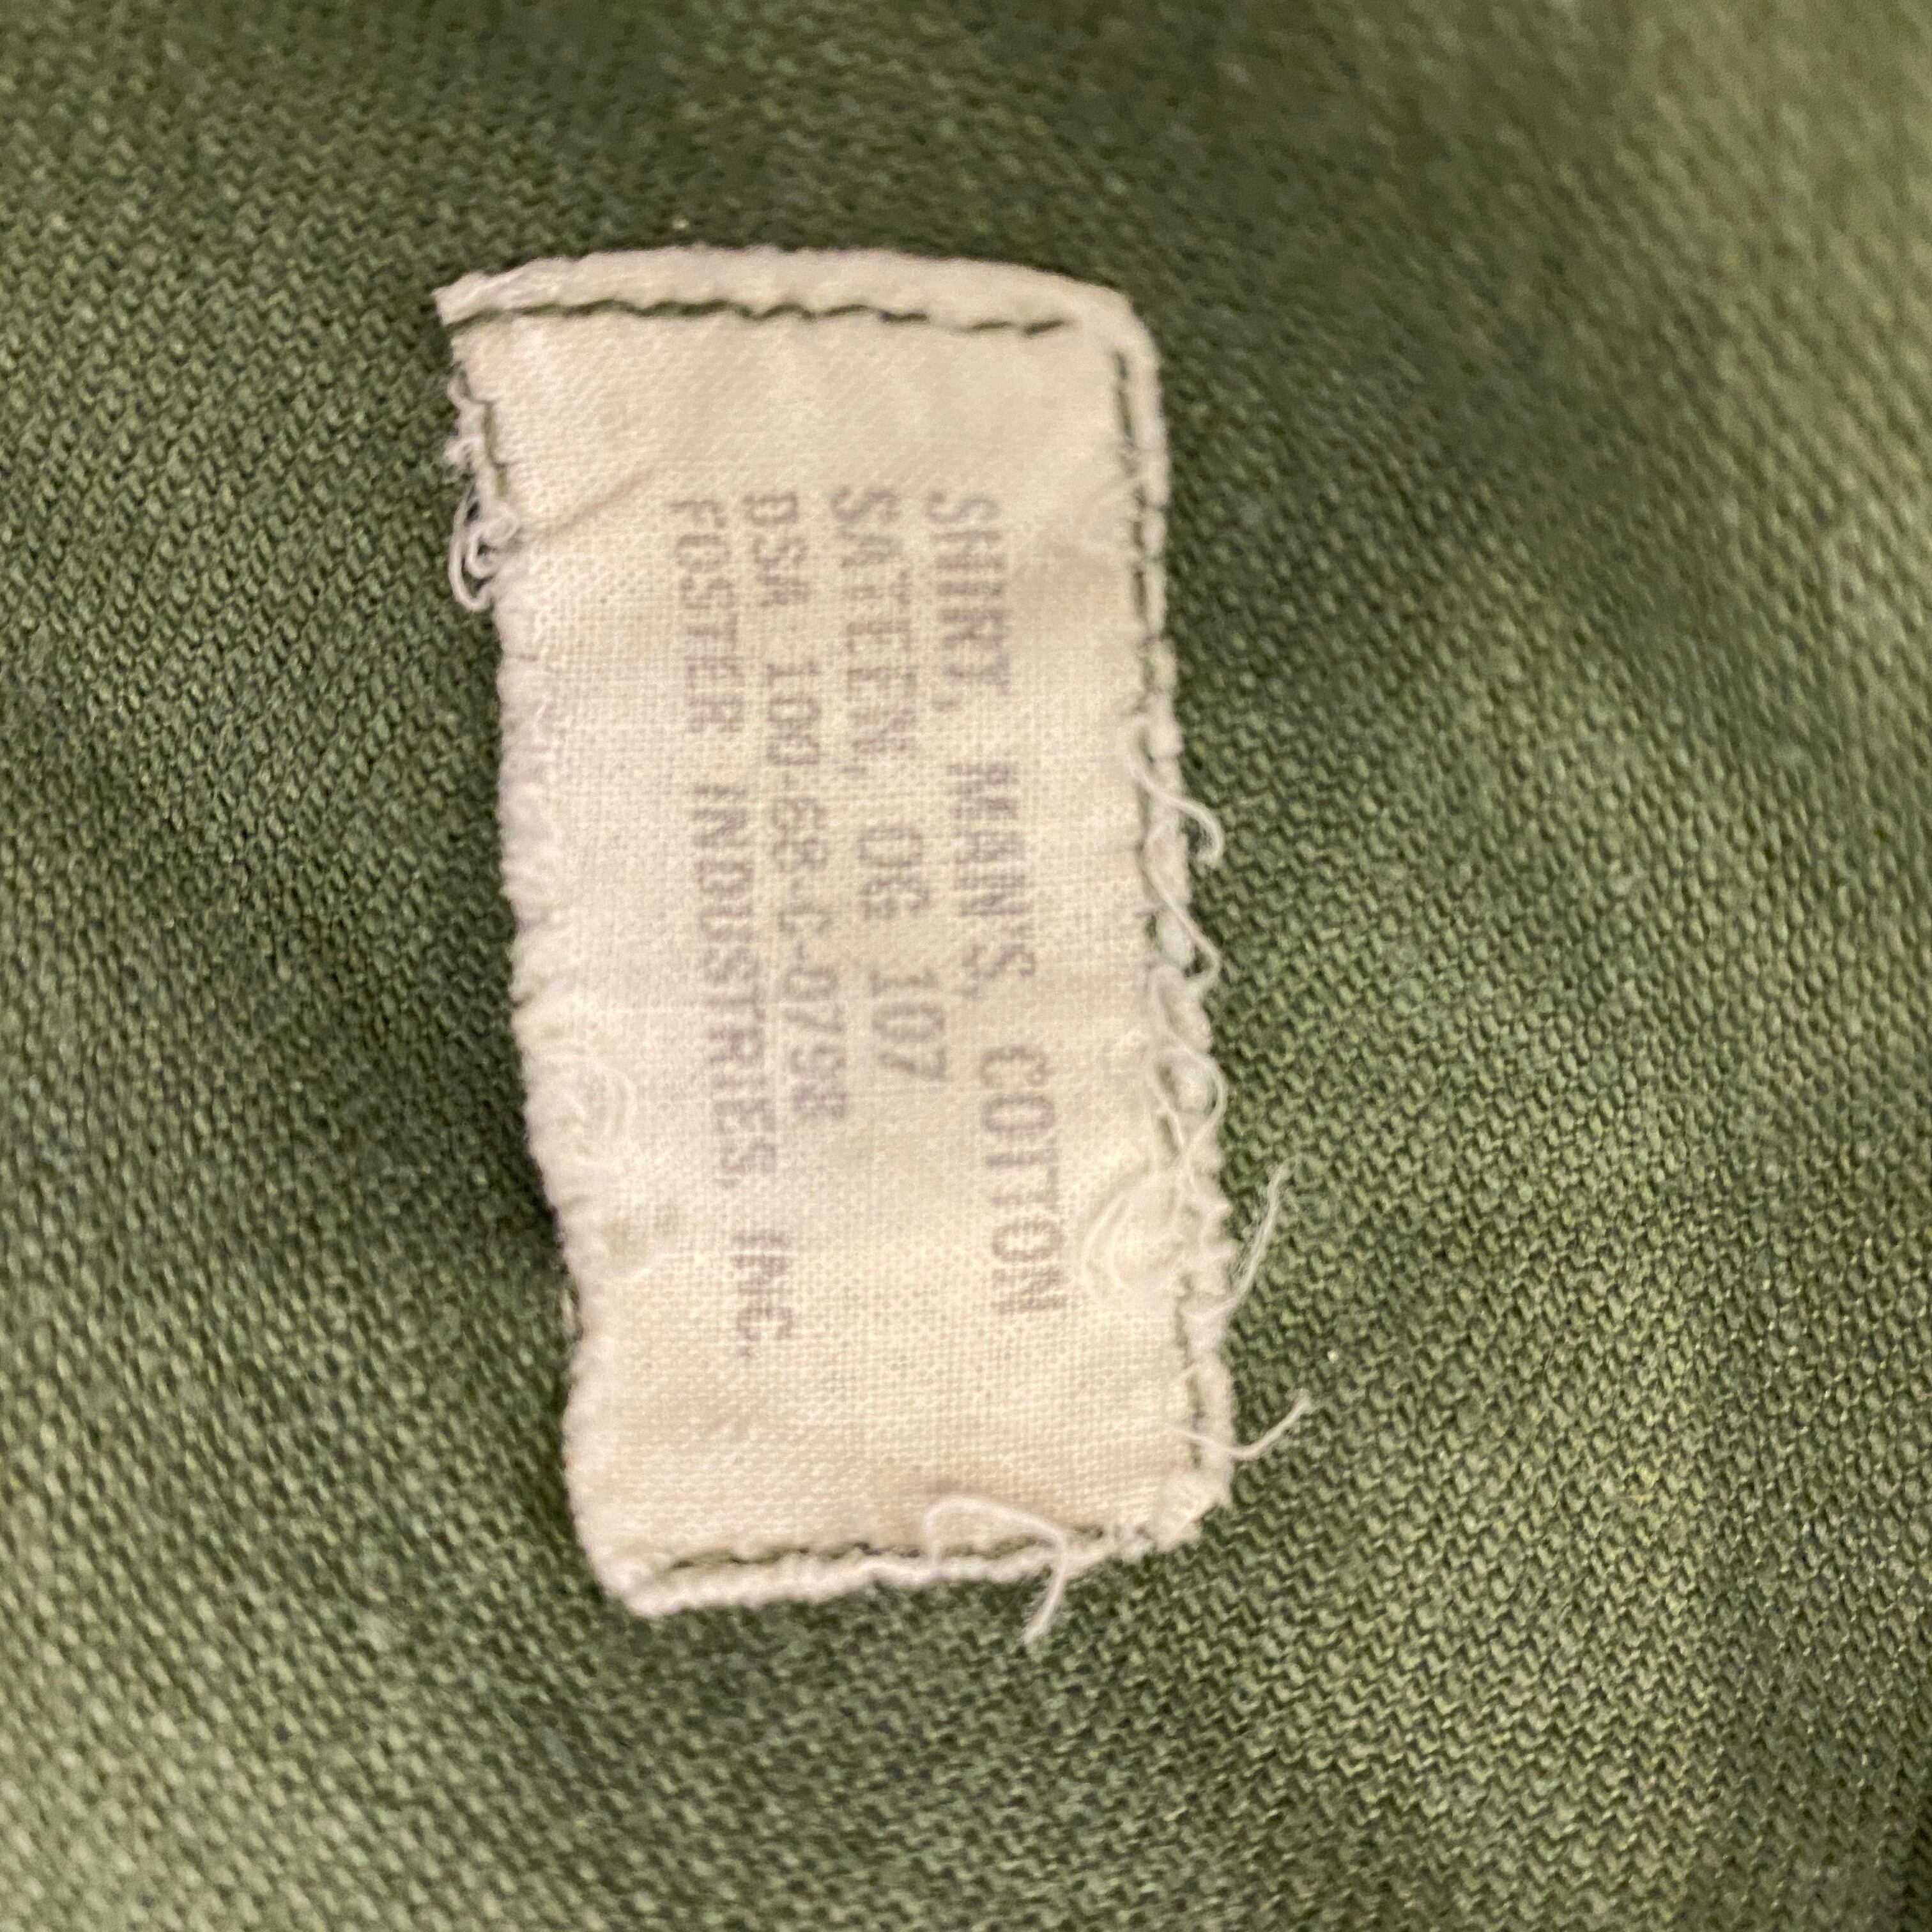 SHIRT, MAN'S, COTTON
SATEEN, OG 107
DSA 100-68-C-0798
FOSTER INDUSTRIES, INC.